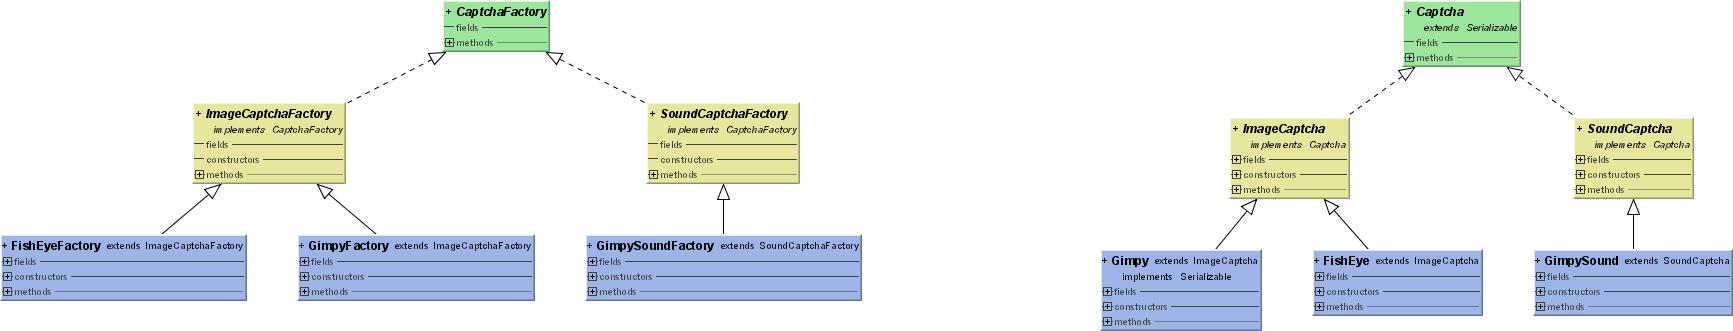 + CaptchaFactory
fields
methods
+ ImageCaptchaFactory
implements CaptchaFactory
fields
constructors
methods
+ SoundCaptchaFactory
implements CaptchaFactory
fields
constructors
methods
+ FishEyeFactory extends ImageCaptchaFactory
fields
constructors
methods
+ GimpyFactory extends ImageCaptchaFactory
fields
constructors
methods
+ GimpySoundFactory extends SoundCaptchaFactory
fields
constructors
methods
+ Captcha
extends Serializable
fields
methods
+ ImageCaptcha
implements Captcha
fields
constructors
methods
+ SoundCaptcha
implements Captcha
fields
constructors
methods
+ Gimpy extends ImageCaptcha
implements Serializable
fields
constructors
methods
+ FishEye extends ImageCaptcha
fields
constructors
methods
+ GimpySound extends SoundCaptcha
fields
constructors
methods